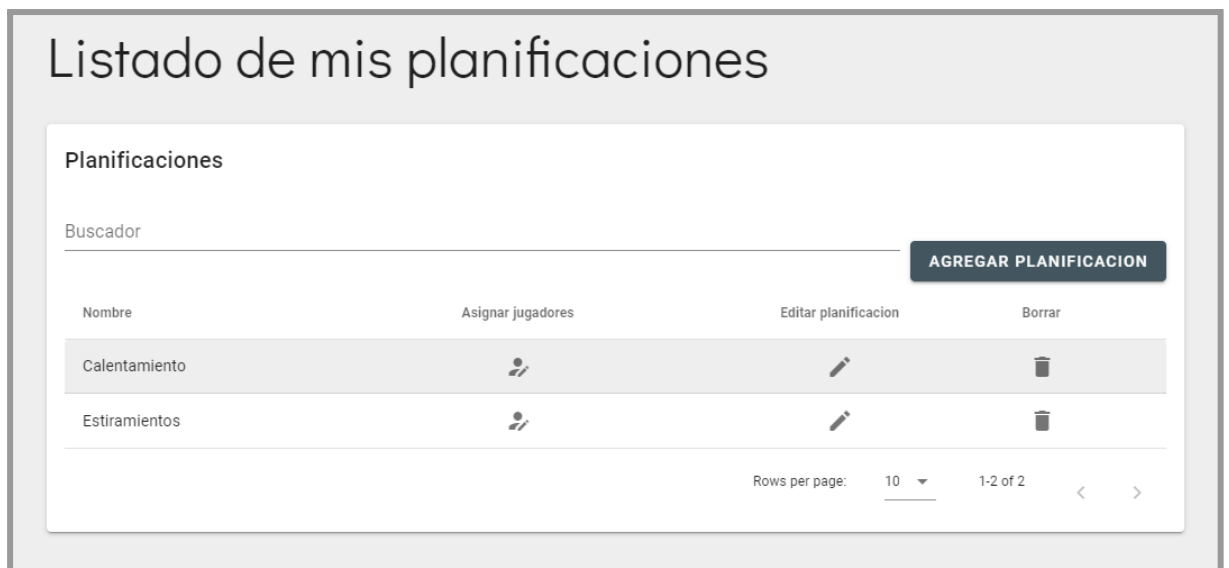 Listado de mis planificaciones
Planificaciones
Buscador
AGREGAR PLANIFICACION
Nombre Asignar jugadores Editar planificacion Borrar
Calentamiento
Estiramientos
Rows per page: 10 1-2 of 2